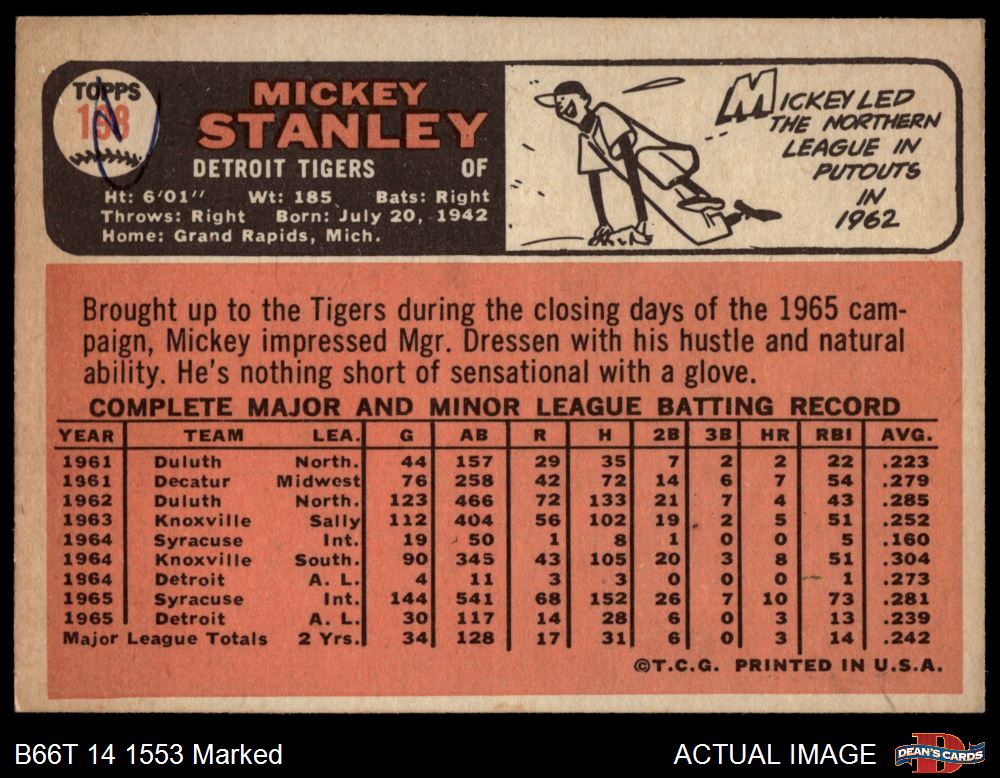 TOPPS
MICKEY
STANLEY
DETROIT TIGERS OF
Ht: 6'01" Wt: 185 Bats: Right
Throws: Right Born: July 20, 1942
Home: Grand Rapids, Mich.
MICKEY LED
THE NORTHERN
LEAGUE IN
PUTOUTS
IN
1962
Brought up to the Tigers during the closing days of the 1965 cam-
paign, Mickey impressed Mgr. Dressen with his hustle and natural
ability. He's nothing short of sensational with a glove.
COMPLETE MAJOR AND MINOR LEAGUE BATTING RECORD
YEAR TEAM LEA. G AB R H 2B 3B HR RBI AVG.
1961 Duluth North. 44 157 29 35 7 2 2 22 .223
1961 Decatur Midwest 76 258 42 72 14 6 7 54 .279
1962 Duluth North. 123 466 72 133 21 7 4 43 .285
1963 Knoxville Sally 112 404 56 102 19 2 5 51 .252
1964 Syracuse Int. 19 50 1 8 1 0 0 5 .160
1964 Knoxville South. 90 345 43 105 20 3 8 51 .304
1964 Detroit A. L. 4 11 3 3 0 0 0 1 .273
1965 Syracuse Int. 144 541 68 152 26 7 10 73 .281
1965 Detroit A. L. 30 117 14 28 6 0 3 13 .239
Major League Totals 2 Yrs. 34 128 17 31 6 0 3 14 .242
©T.C.G. PRINTED IN U.S.A.
B66T 14 1553 Marked ACTUAL IMAGE DEAN'S CARDS